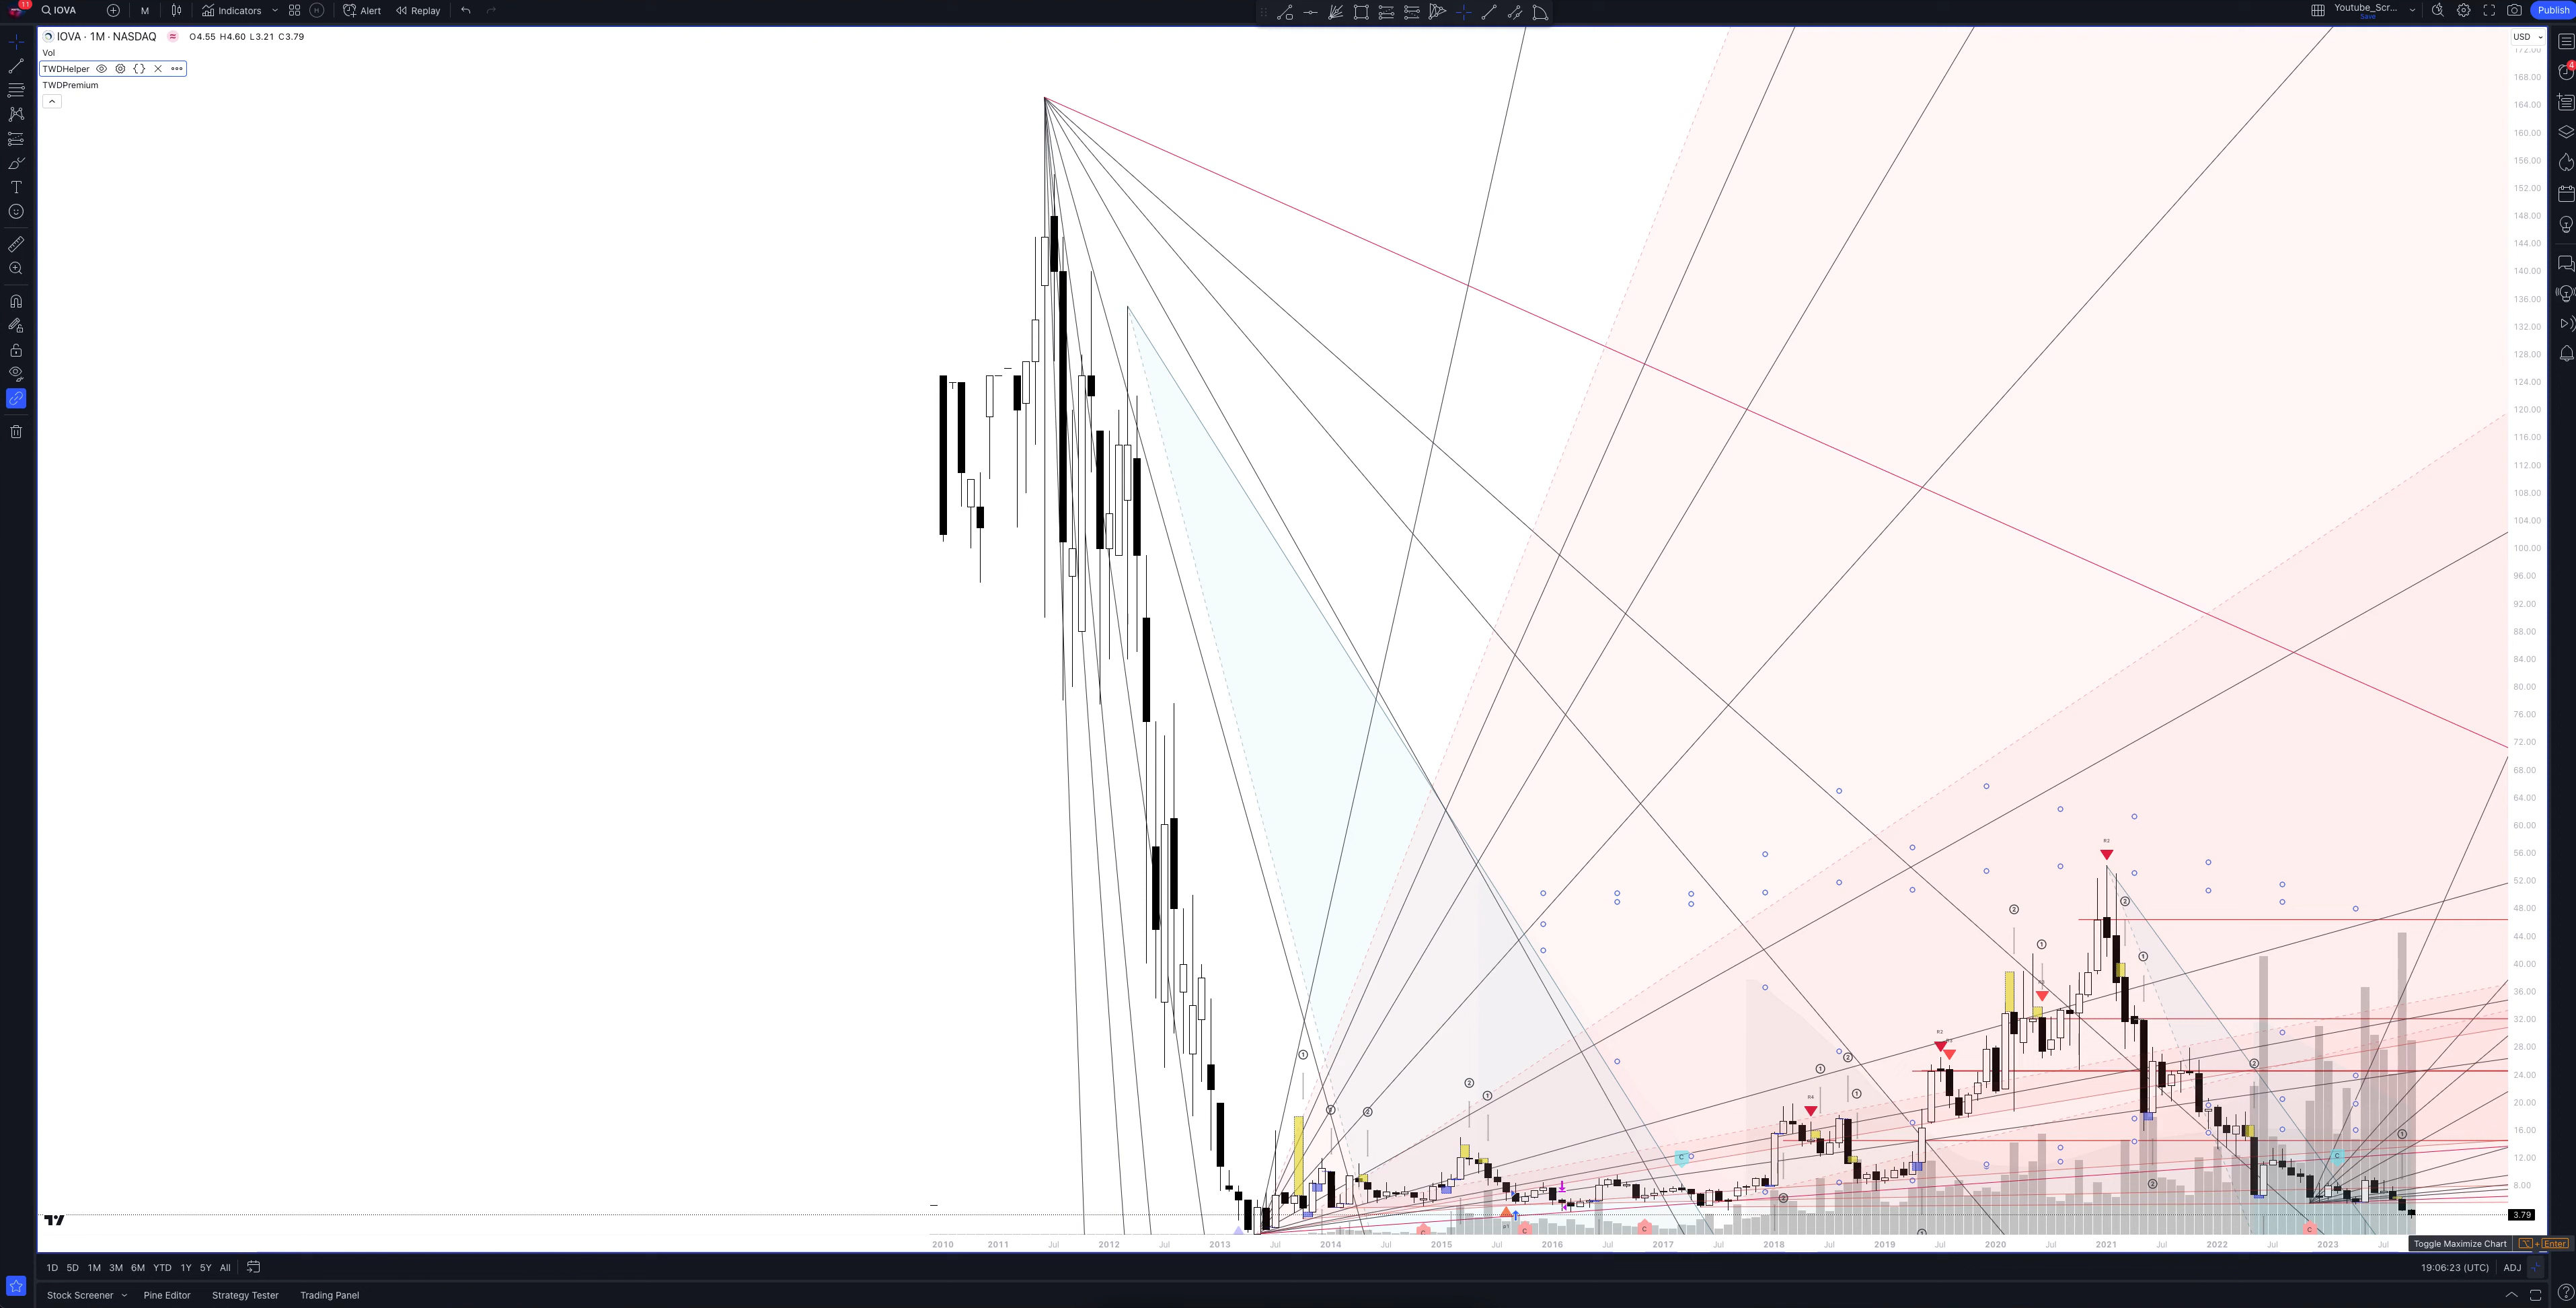 11
IOVA
M
Indicators
Alert
Replay
Youtube_Scr...
Save
Publish
IOVA · 1M · NASDAQ
O4.55 H4.60 L3.21 C3.79
Vol
TWDHelper
TWDPremium
USD
172.00
168.00
164.00
160.00
156.00
152.00
148.00
144.00
140.00
136.00
132.00
128.00
124.00
120.00
116.00
112.00
108.00
104.00
100.00
96.00
92.00
88.00
84.00
80.00
76.00
72.00
68.00
64.00
60.00
56.00
52.00
48.00
44.00
40.00
36.00
32.00
28.00
24.00
20.00
16.00
12.00
8.00
3.79
4
R2
R2
R4
2010 2011 Jul 2012 Jul 2013 Jul 2014 Jul 2015 Jul 2016 Jul 2017 Jul 2018 Jul 2019 Jul 2020 Jul 2021 Jul 2022 Jul 2023 Jul
Toggle Maximize Chart ⌥ + Enter
1D 5D 1M 3M 6M YTD 1Y 5Y All
19:06:23 (UTC) ADJ
Stock Screener Pine Editor Strategy Tester Trading Panel